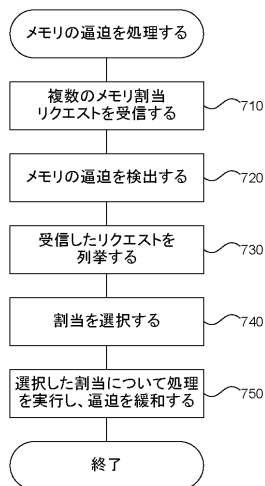 メモリの逼迫を処理する
複数のメモリ割当
リクエストを受信する
710
メモリの逼迫を検出する
720
受信したリクエストを
列挙する
730
割当を選択する
740
選択した割当について処理
を実行し、逼迫を緩和する
750
終了